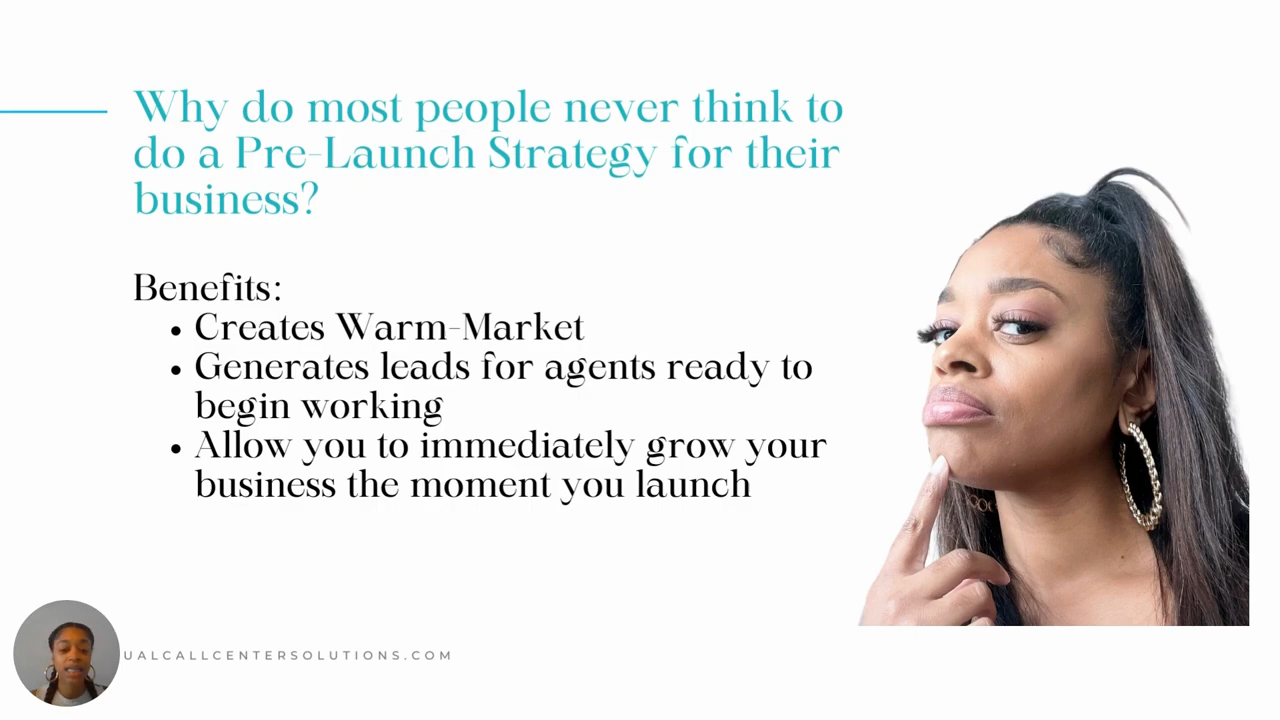 Why do most people never think to
do a Pre-Launch Strategy for their
business?
Benefits:
• Creates Warm-Market
• Generates leads for agents ready to
begin working
• Allow you to immediately grow your
business the moment you launch
UALCALLCENTERSOLUTIONS.COM